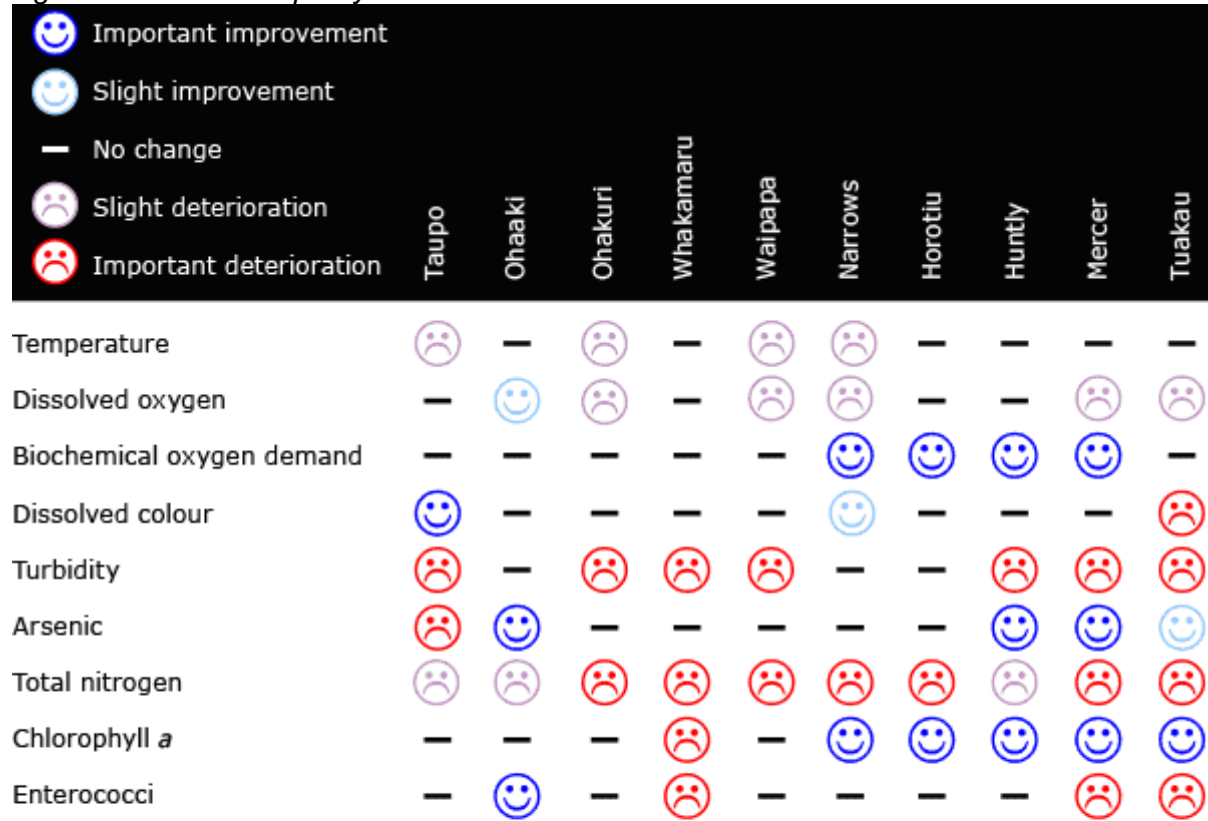 Important improvement
Slight improvement
No change
Slight deterioration
Important deterioration
Taupo
Ohaaki
Ohakuri
Whakamaru
Waipapa
Narrows
Horotiu
Huntly
Mercer
Tuakau
Temperature
Dissolved oxygen
Biochemical oxygen demand
Dissolved colour
Turbidity
Arsenic
Total nitrogen
Chlorophyll a
Enterococci